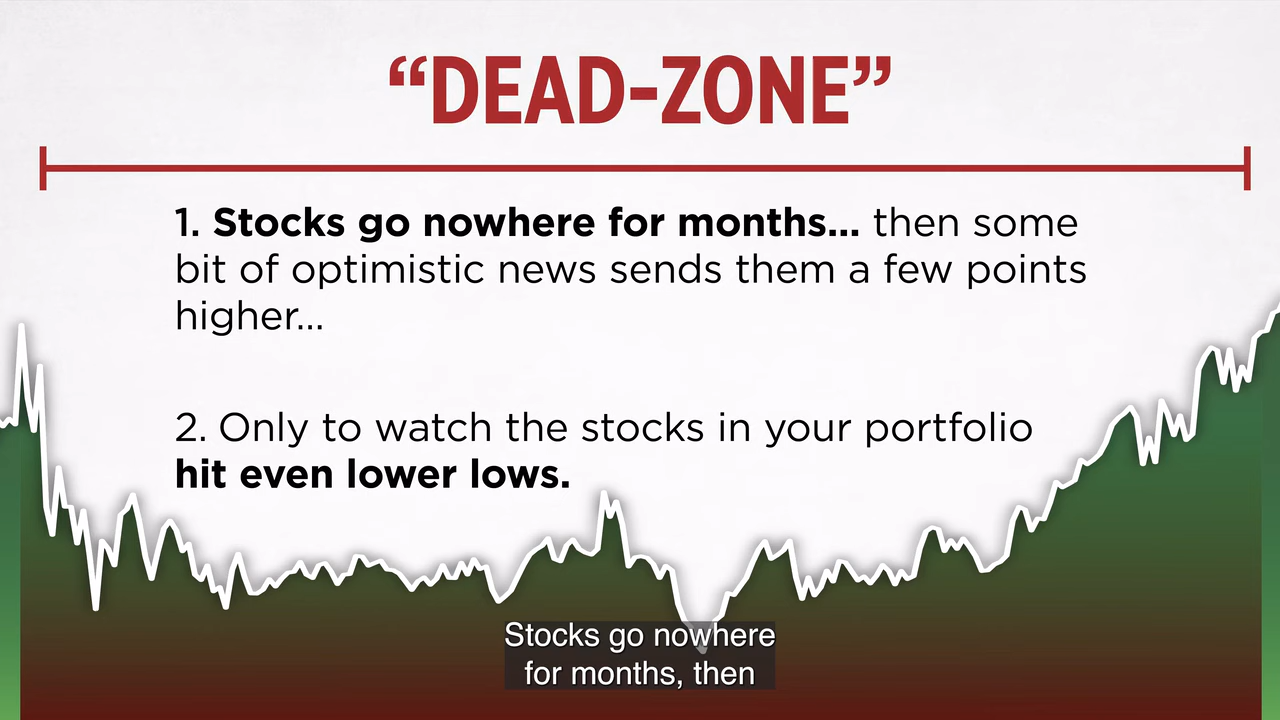 “DEAD-ZONE”
1. Stocks go nowhere for months... then some
bit of optimistic news sends them a few points
higher...
2. Only to watch the stocks in your portfolio
hit even lower lows.
Stocks go nowhere
for months, then